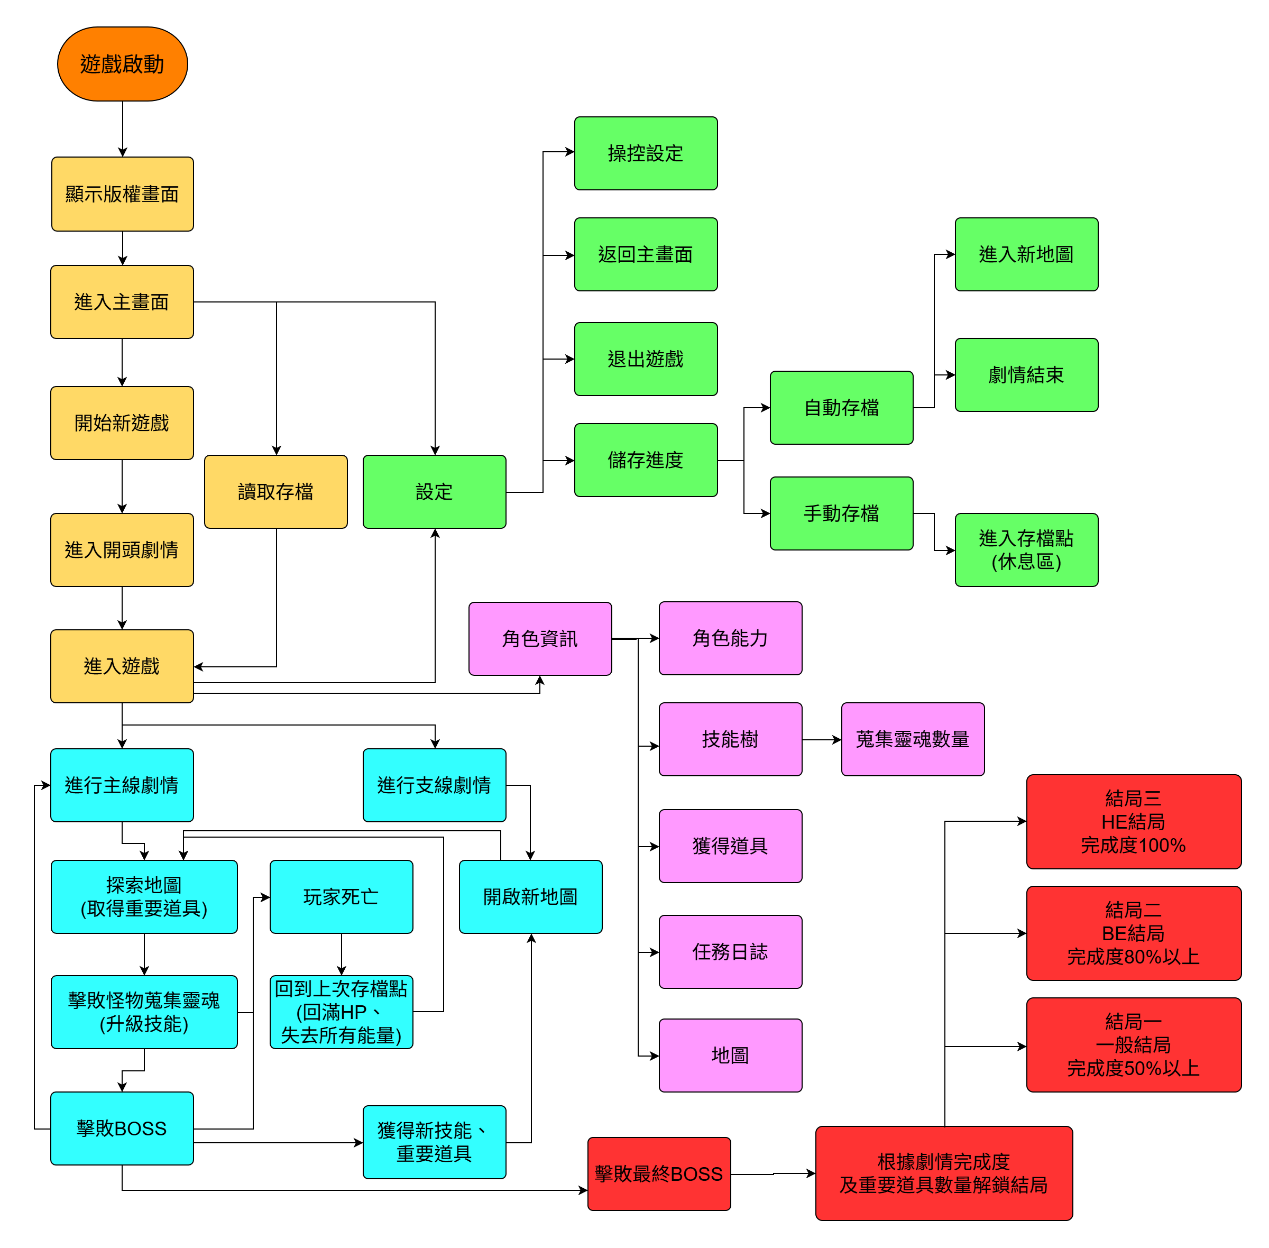 遊戲啟動
顯示版權畫面
進入主畫面
開始新遊戲
進入開頭劇情
進入遊戲
讀取存檔
設定
操控設定
返回主畫面
退出遊戲
儲存進度
自動存檔
手動存檔
進入新地圖
劇情結束
進入存檔點
(休息區)
角色資訊
角色能力
技能樹
蒐集靈魂數量
獲得道具
任務日誌
地圖
進行主線劇情
進行支線劇情
探索地圖
(取得重要道具)
玩家死亡
開啟新地圖
擊敗怪物蒐集靈魂
(升級技能)
回到上次存檔點
(回滿HP、
失去所有能量)
擊敗BOSS
獲得新技能、
重要道具
擊敗最終BOSS
根據劇情完成度
及重要道具數量解鎖結局
結局三
HE結局
完成度100%
結局二
BE結局
完成度80%以上
結局一
一般結局
完成度50%以上